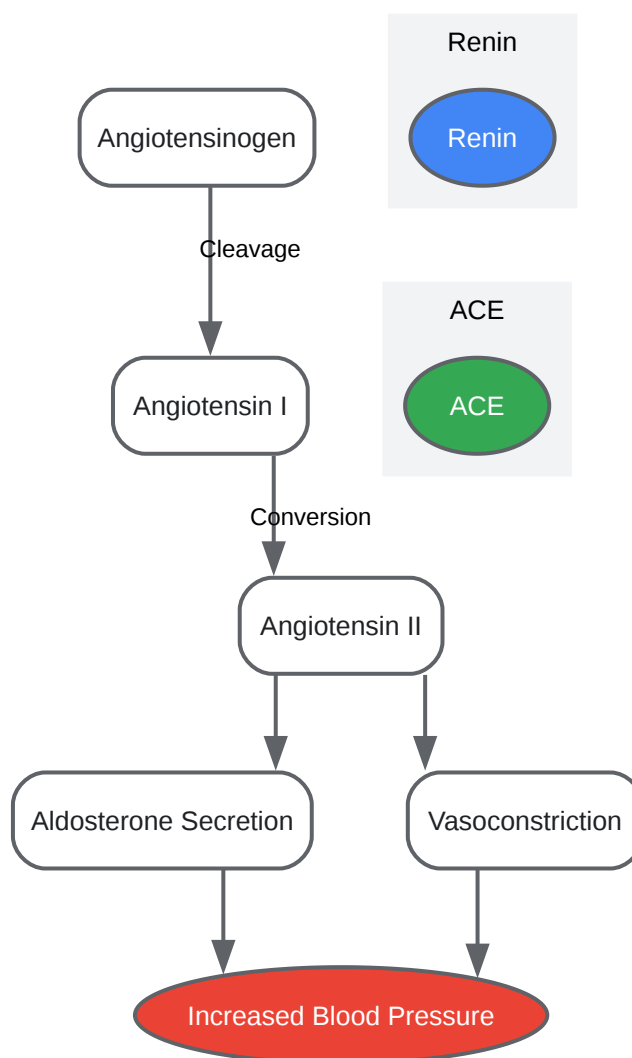 Renin
Angiotensinogen
Renin
Cleavage
ACE
Angiotensin I
ACE
Conversion
Angiotensin II
Aldosterone Secretion
Vasoconstriction
Increased Blood Pressure